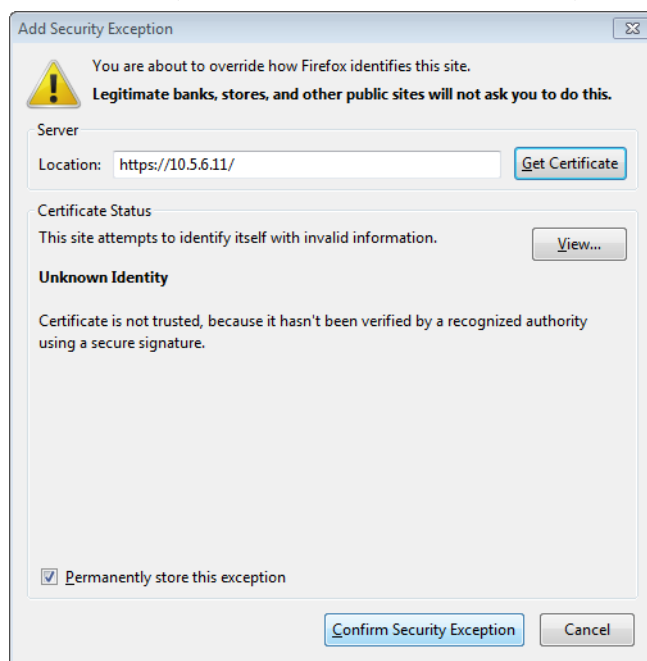 Add Security Exception
You are about to override how Firefox identifies this site.
Legitimate banks, stores, and other public sites will not ask you to do this.
Server
Location: https://10.5.6.11/ Get Certificate
Certificate Status
This site attempts to identify itself with invalid information. View...
Unknown Identity
Certificate is not trusted, because it hasn't been verified by a recognized authority
using a secure signature.
Permanently store this exception
Confirm Security Exception Cancel